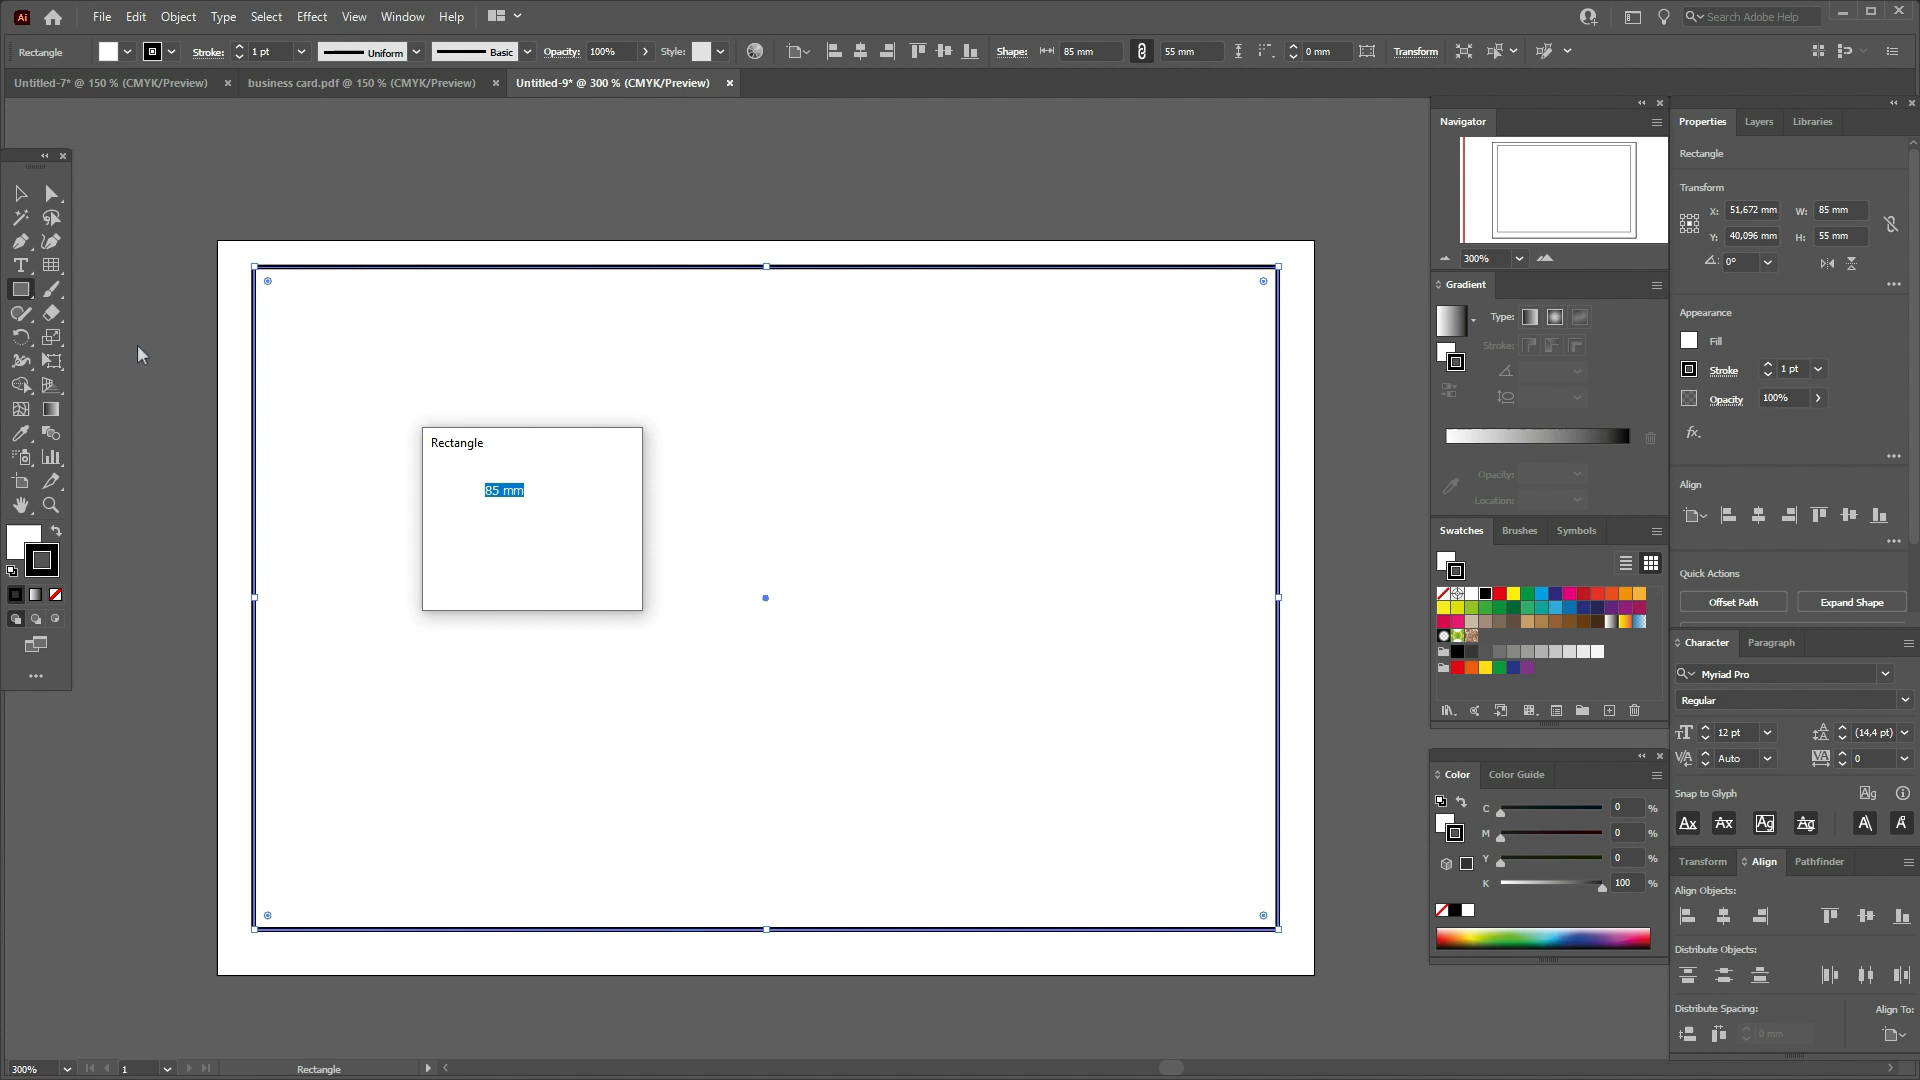 Ai File Edit Object Type Select Effect View Window Help Search Adobe Help
Rectangle Stroke: 1 pt Uniform Basic Opacity: 100% Style: Shape: 85 mm 55 mm 0 mm Transform
Untitled-7* @ 150 % (CMYK/Preview) business card.pdf @ 150 % (CMYK/Preview) Untitled-9* @ 300 % (CMYK/Preview)
Navigator
300%
Gradient
Type:
Stroke:
Opacity:
Location:
Swatches Brushes Symbols
Color Color Guide
C 0 %
M 0 %
Y 0 %
K 100 %
Properties Layers Libraries
Rectangle
Transform
X: 51,672 mm W: 85 mm
Y: 40,096 mm H: 55 mm
0°
Appearance
Fill
Stroke 1 pt
Opacity 100%
fx.
Align
Quick Actions
Offset Path Expand Shape
Character Paragraph
Myriad Pro
Regular
12 pt (14,4 pt)
Auto 0
Snap to Glyph
Transform Align Pathfinder
Align Objects:
Distribute Objects:
Distribute Spacing: Align To:
0 mm
Rectangle
85 mm
300% 1 Rectangle